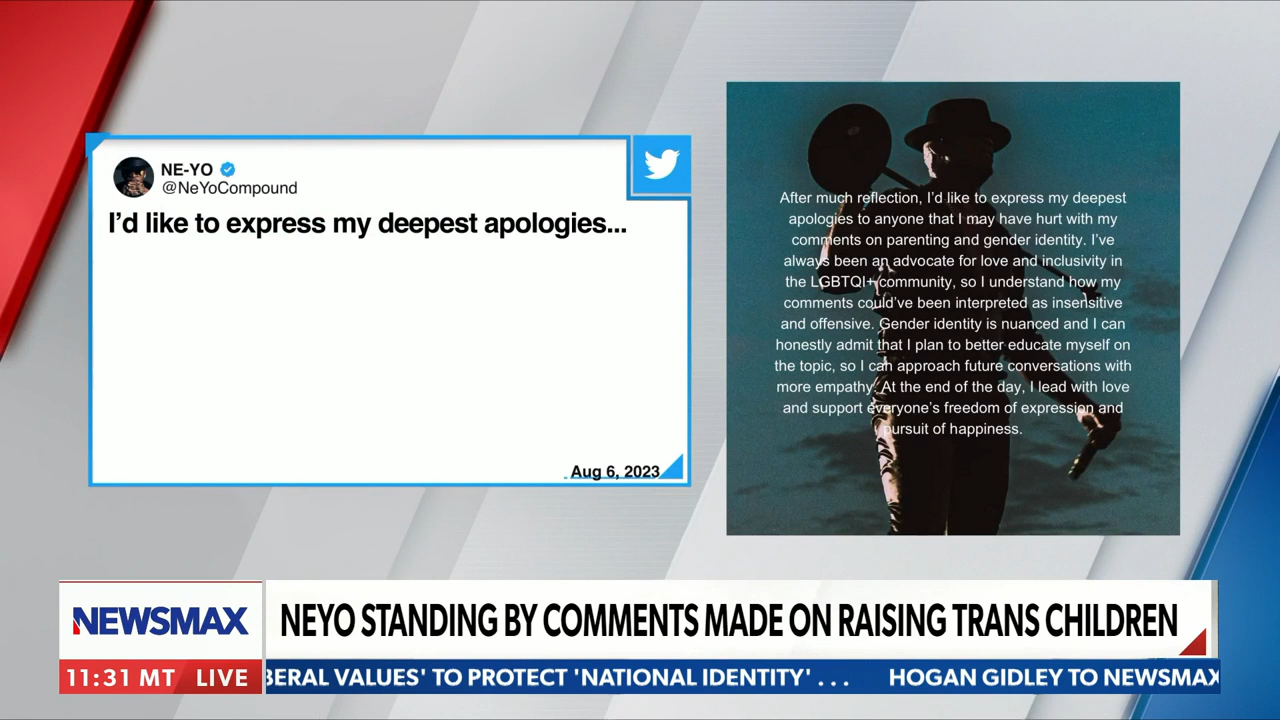 NE-YO
@NeYoCompound
I'd like to express my deepest apologies...
Aug 6, 2023
After much reflection, I'd like to express my deepest
apologies to anyone that I may have hurt with my
comments on parenting and gender identity. I've
always been an advocate for love and inclusivity in
the LGBTQI+ community, so I understand how my
comments could've been interpreted as insensitive
and offensive. Gender identity is nuanced and I can
honestly admit that I plan to better educate myself on
the topic, so I can approach future conversations with
more empathy. At the end of the day, I lead with love
and support everyone's freedom of expression and
pursuit of happiness.
NEWSMAX
NEYO STANDING BY COMMENTS MADE ON RAISING TRANS CHILDREN
11:31 MT LIVE
BERAL VALUES' TO PROTECT 'NATIONAL IDENTITY' . . . HOGAN GIDLEY TO NEWSMAX